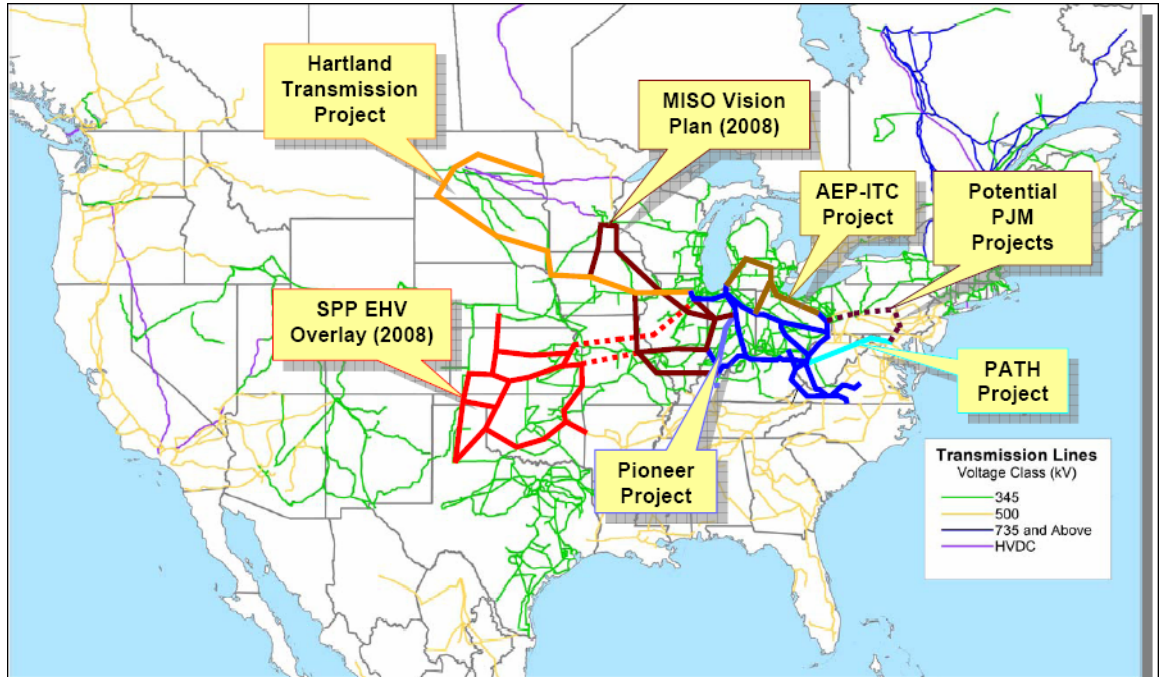 Hartland
Transmission
Project
MISO Vision
Plan (2008)
AEP-ITC
Project
Potential
PJM
Projects
SPP EHV
Overlay (2008)
PATH
Project
Pioneer
Project
Transmission Lines
Voltage Class (kV)
345
500
735 and Above
HVDC